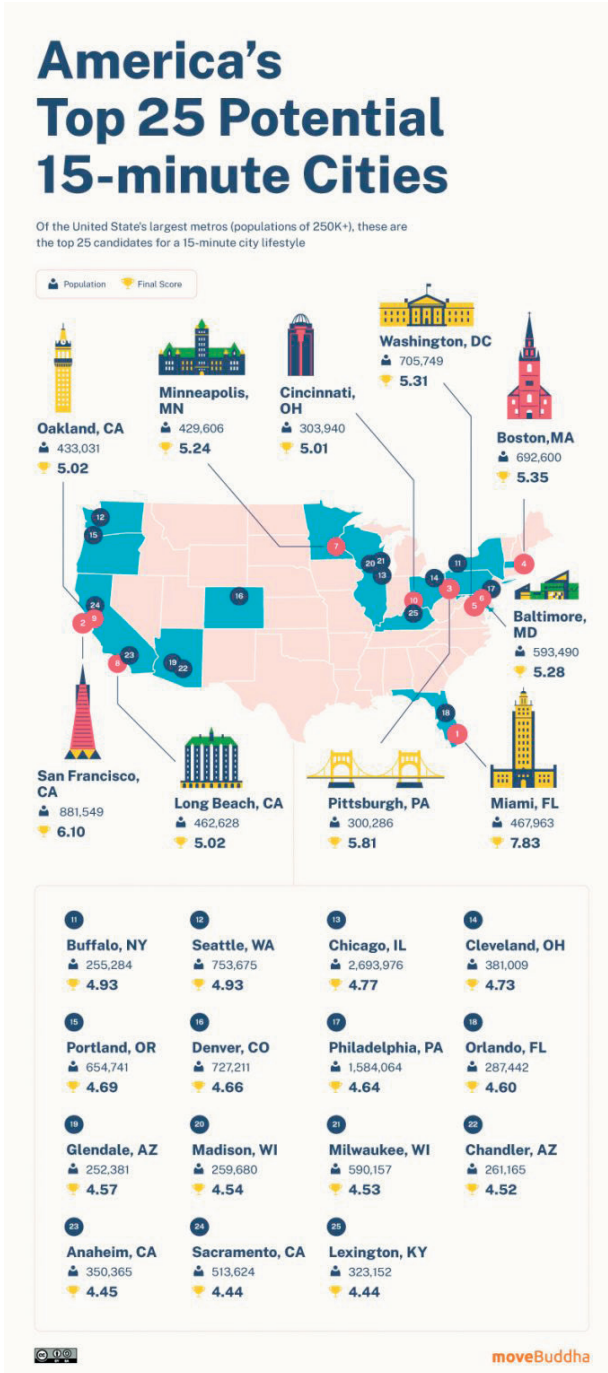 America's
Top 25 Potential
15-minute Cities
Of the United State's largest metros (populations of 250K+), these are
the top 25 candidates for a 15-minute city lifestyle
Population
Final Score
Washington, DC
705,749
5.31
Minneapolis,
MN
429,606
5.24
Cincinnati,
OH
303,940
5.01
Oakland, CA
433,031
5.02
Boston,MA
692,600
5.35
12
15
7
20
21
13
11
4
14
3
17
16
10
25
6
5
24
2
9
8
23
19
22
18
1
Baltimore,
MD
593,490
5.28
San Francisco,
CA
881,549
6.10
Long Beach, CA
462,628
5.02
Pittsburgh, PA
300,286
5.81
Miami, FL
467,963
7.83
11
Buffalo, NY
255,284
4.93
12
Seattle, WA
753,675
4.93
13
Chicago, IL
2,693,976
4.77
14
Cleveland, OH
381,009
4.73
15
Portland, OR
654,741
4.69
16
Denver, CO
727,211
4.66
17
Philadelphia, PA
1,584,064
4.64
18
Orlando, FL
287,442
4.60
19
Glendale, AZ
252,381
4.57
20
Madison, WI
259,680
4.54
21
Milwaukee, WI
590,157
4.53
22
Chandler, AZ
261,165
4.52
23
Anaheim, CA
350,365
4.45
24
Sacramento, CA
513,624
4.44
25
Lexington, KY
323,152
4.44
moveBuddha